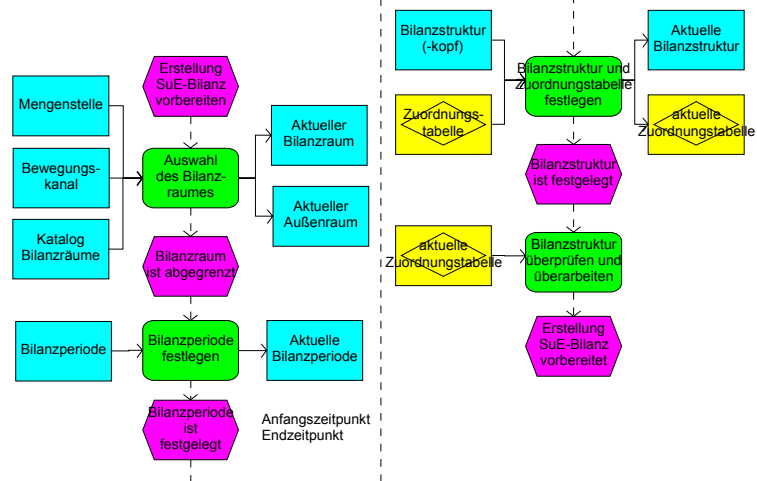 Erstellung
SuE-Bilanz
vorbereiten
Mengenstelle
Bewegungs-
kanal
Katalog
Bilanzräume
Auswahl
des Bilanz-
raumes
Aktueller
Bilanzraum
Aktueller
Außenraum
Bilanzraum
ist abgegrenzt
Bilanzperiode
Bilanzperiode
festlegen
Aktuelle
Bilanzperiode
Bilanzperiode
ist
festgelegt
Anfangszeitpunkt
Endzeitpunkt
Bilanzstruktur
(-kopf)
Zuordnungs-
tabelle
Bilanzstruktur und
Zuordnungstabelle
festlegen
Aktuelle
Bilanzstruktur
aktuelle
Zuordnungstabelle
Bilanzstruktur
ist festgelegt
aktuelle
Zuordnungstabelle
Bilanzstruktur
überprüfen und
überarbeiten
Erstellung
SuE-Bilanz
vorbereitet